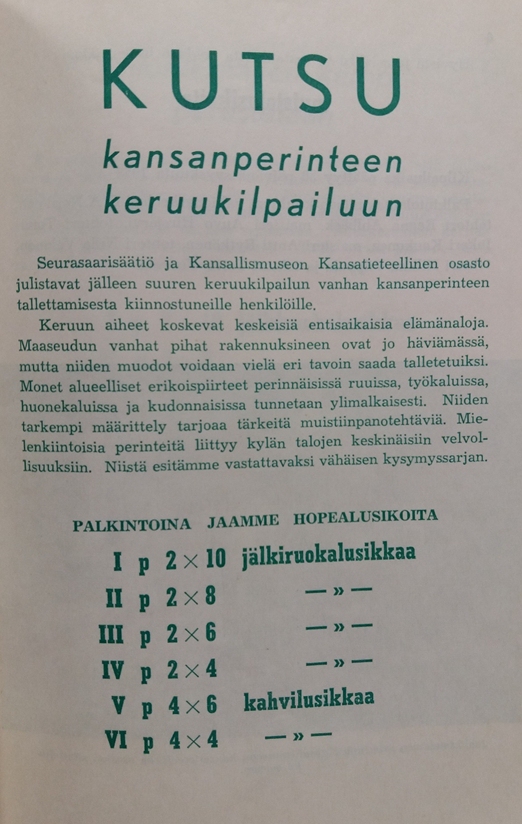 KUTSU
kansanperinteen
keruukilpailuun
Seurasaarisäätiö ja Kansallismuseon Kansatieteellinen osasto
julistavat jälleen suuren keruukilpailun vanhan kansanperinteen
tallettamisesta kiinnostuneille henkilöille.
Keruun aiheet koskevat keskeisiä entisaikaisia elämänaloja.
Maaseudun vanhat pihat rakennuksineen ovat jo häviämässä,
mutta niiden muodot voidaan vielä eri tavoin saada talletetuiksi.
Monet alueelliset erikoispiirteet perinnäisissä ruuissa, työkaluissa,
huonekaluissa ja kudonnaisissa tunnetaan ylimalkaisesti. Niiden
tarkempi määrittely tarjoaa tärkeitä muistiinpanotehtäviä. Mie-
lenkiintoisia perinteitä liittyy kylän talojen keskinäisiin velvol-
lisuuksiin. Niistä esitämme vastattavaksi vähäisen kysymyssarjan.
PALKINTOINA JAAMME HOPEALUSIKOITA
I p 2 × 10 jälkiruokalusikkaa
II p 2 × 8 — » —
III p 2 × 6 — » —
IV p 2 × 4 — » —
V p 4 × 6 kahvilusikkaa
VI p 4 × 4 — » —